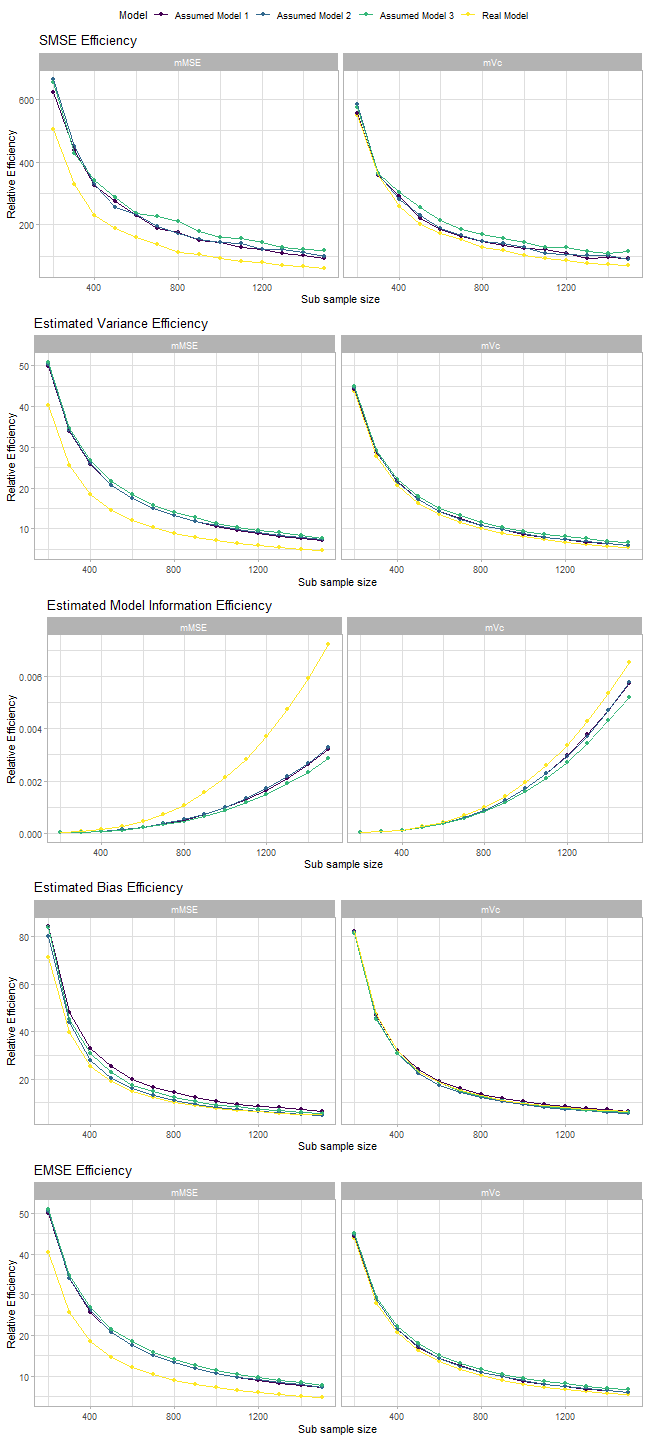 Model Assumed Model 1 Assumed Model 2 Assumed Model 3 Real Model
SMSE Efficiency
mMSE mVc
Relative Efficiency
600
400
200
400 800 1200 400 800 1200
Sub sample size
Estimated Variance Efficiency
mMSE mVc
Relative Efficiency
50
40
30
20
10
400 800 1200 400 800 1200
Sub sample size
Estimated Model Information Efficiency
mMSE mVc
Relative Efficiency
0.006
0.004
0.002
0.000
400 800 1200 400 800 1200
Sub sample size
Estimated Bias Efficiency
mMSE mVc
Relative Efficiency
80
60
40
20
400 800 1200 400 800 1200
Sub sample size
EMSE Efficiency
mMSE mVc
Relative Efficiency
50
40
30
20
10
400 800 1200 400 800 1200
Sub sample size